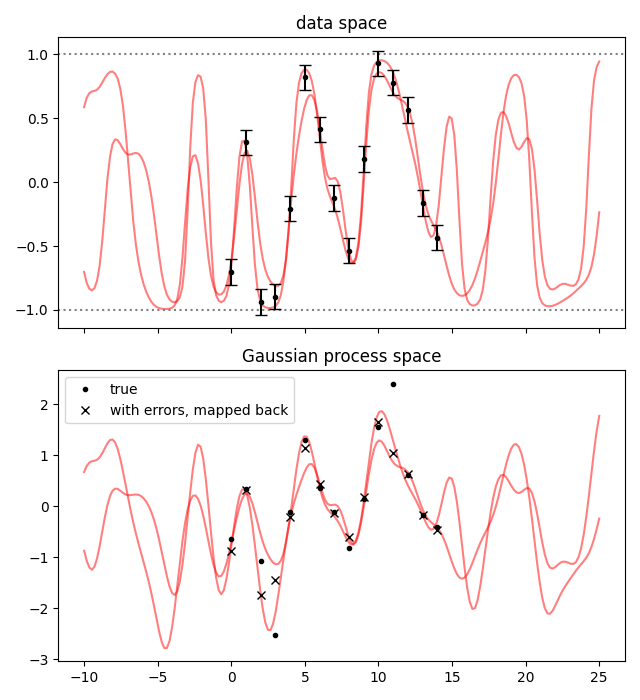 data space
1.0
0.5
0.0
−0.5
−1.0
Gaussian process space
true
with errors, mapped back
2
1
0
−1
−2
−3
−10 −5 0 5 10 15 20 25